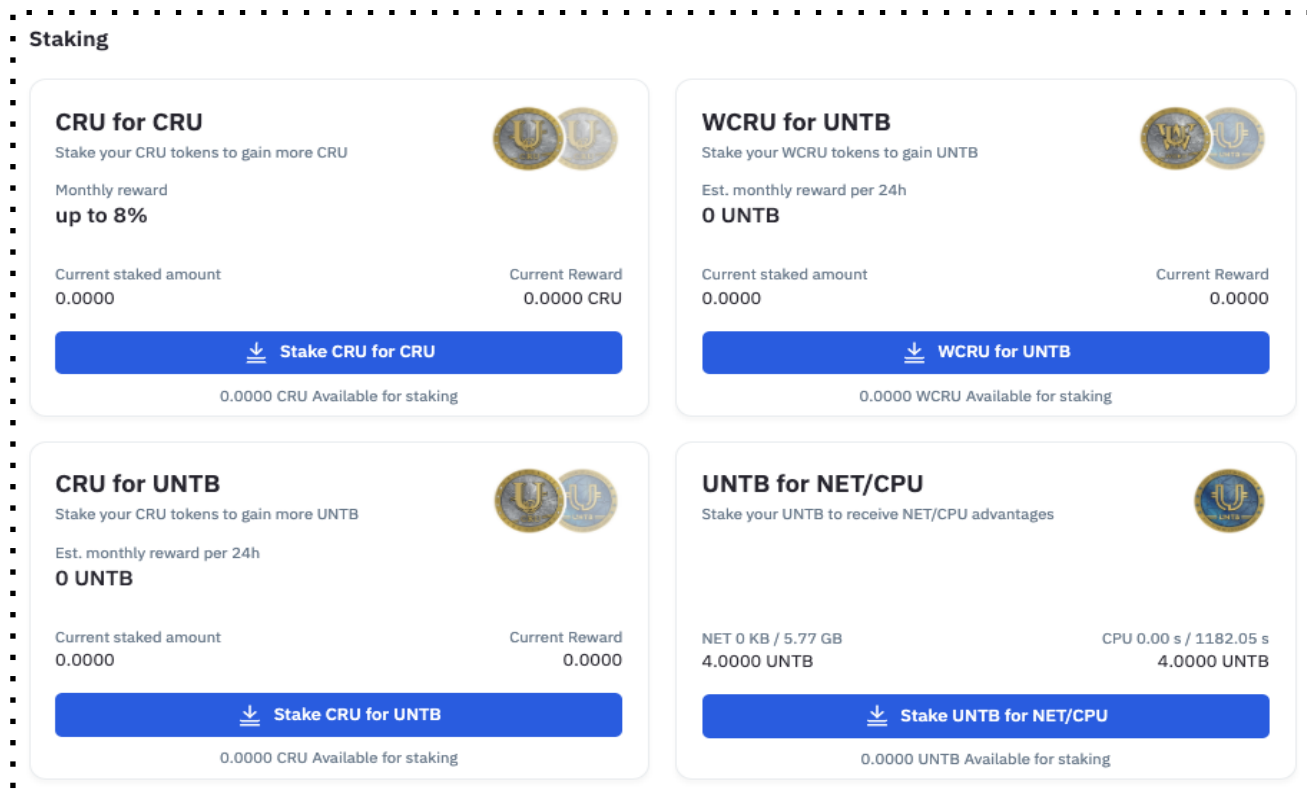 Staking
CRU for CRU
Stake your CRU tokens to gain more CRU
Monthly reward
up to 8%
Current staked amount
Current Reward
0.0000
0.0000 CRU
Stake CRU for CRU
0.0000 CRU Available for staking
WCRU for UNTB
Stake your WCRU tokens to gain UNTB
Est. monthly reward per 24h
0 UNTB
Current staked amount
Current Reward
0.0000
0.0000
WCRU for UNTB
0.0000 WCRU Available for staking
CRU for UNTB
Stake your CRU tokens to gain more UNTB
Est. monthly reward per 24h
0 UNTB
Current staked amount
Current Reward
0.0000
0.0000
Stake CRU for UNTB
0.0000 CRU Available for staking
UNTB for NET/CPU
Stake your UNTB to receive NET/CPU advantages
NET 0 KB / 5.77 GB
CPU 0.00 s / 1182.05 s
4.0000 UNTB
4.0000 UNTB
Stake UNTB for NET/CPU
0.0000 UNTB Available for staking